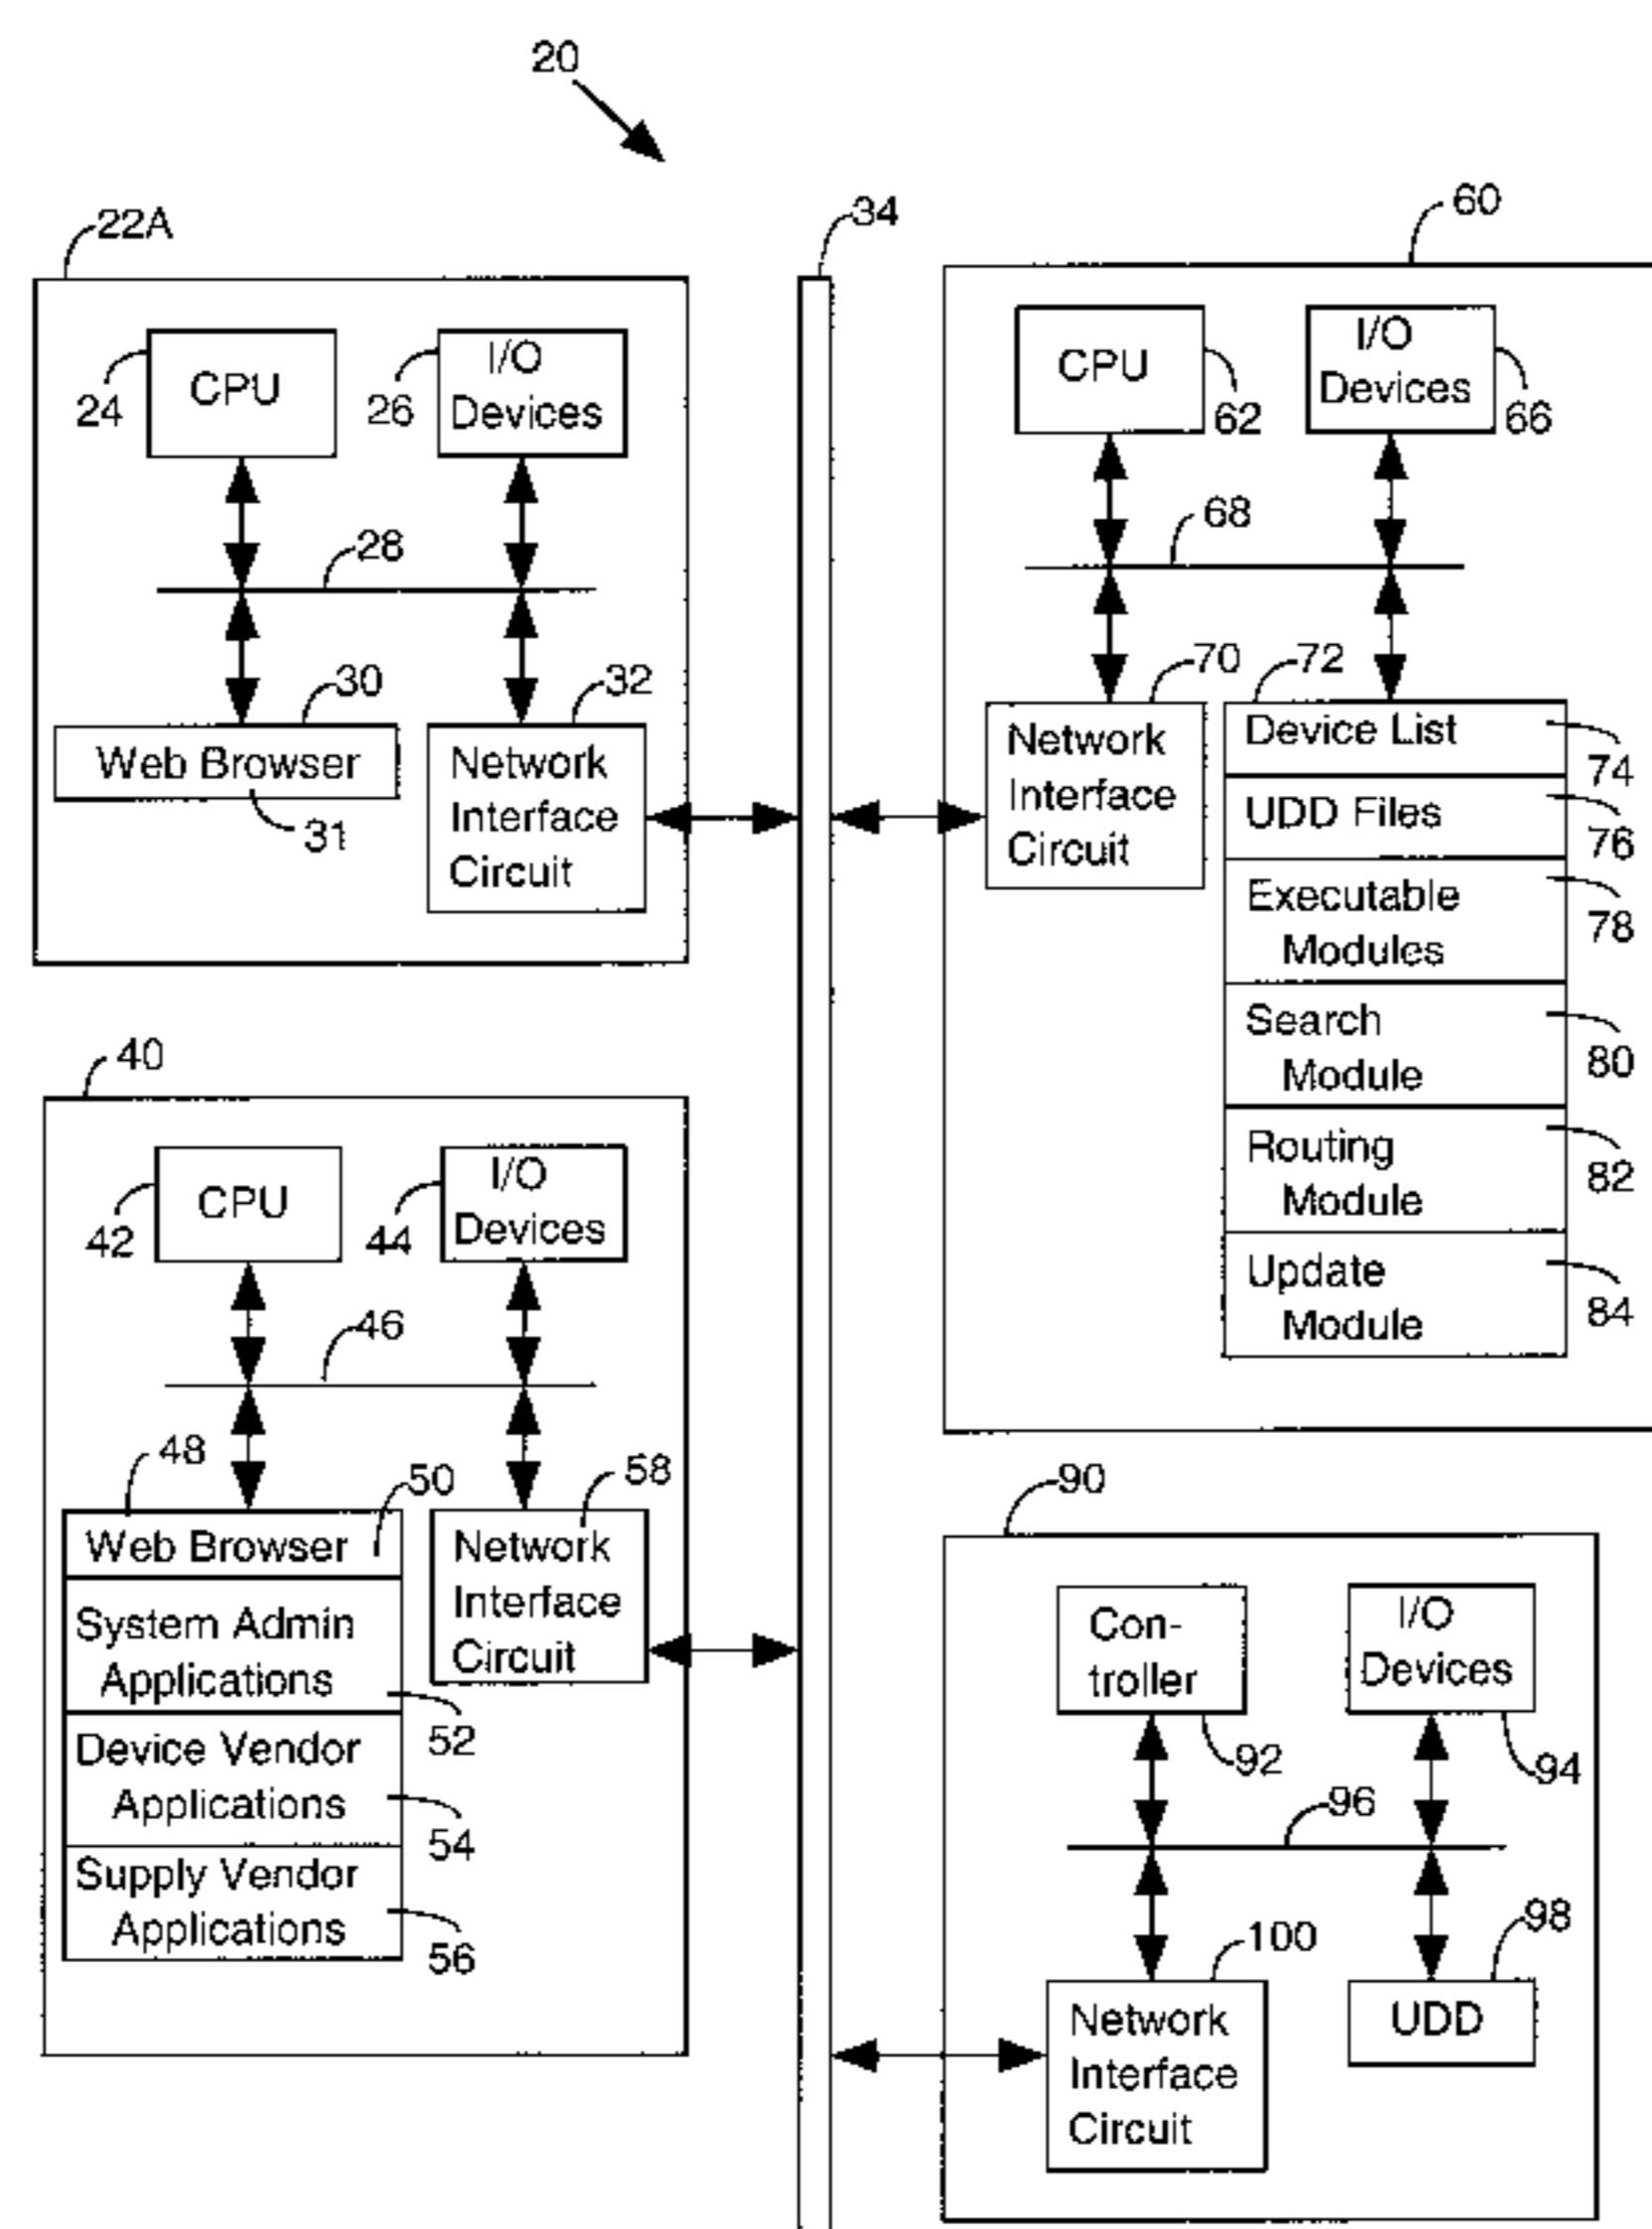 20
22A
CPU
24
I/O
Devices
26
28
30
Web Browser
31
32
Network
Interface
Circuit
34
60
CPU
62
I/O
Devices
66
68
70
Network
Interface
Circuit
72
Device List
74
UDD Files
76
Executable
Modules
78
Search
Module
80
Routing
Module
82
Update
Module
84
40
CPU
42
I/O
Devices
44
46
48
Web Browser
50
System Admin
Applications
52
Device Vendor
Applications
54
Supply Vendor
Applications
56
58
Network
Interface
Circuit
90
Con-
troller
92
I/O
Devices
94
96
100
Network
Interface
Circuit
98
UDD